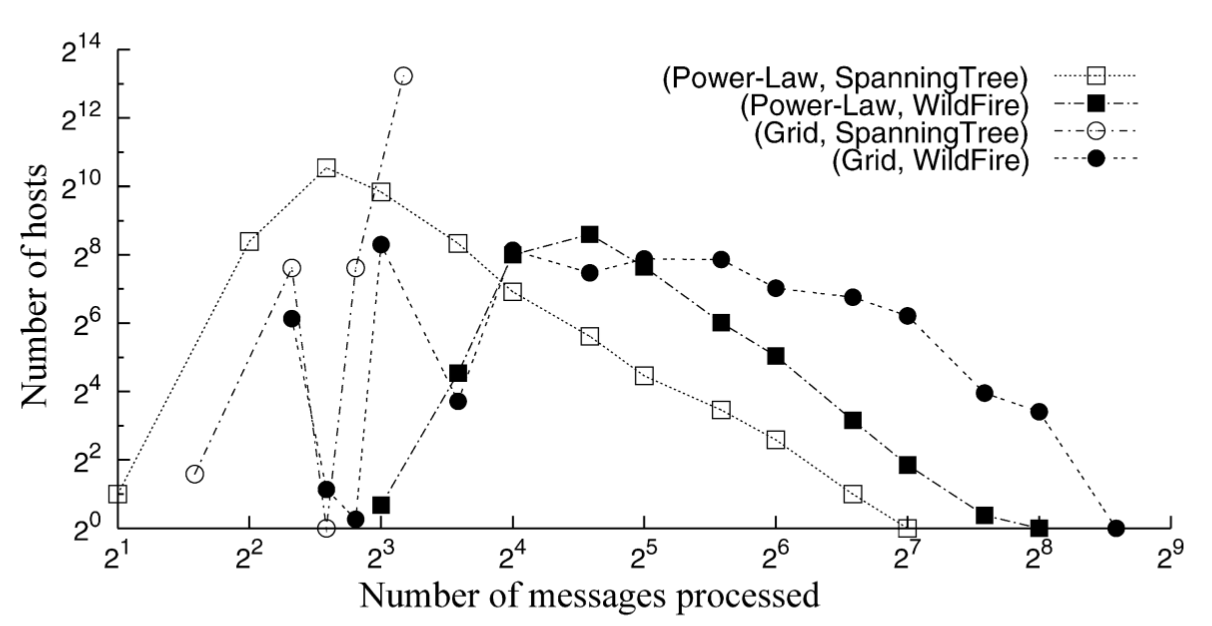 (Power-Law, SpanningTree)
(Power-Law, WildFire)
(Grid, SpanningTree)
(Grid, WildFire)
Number of hosts
2^14
2^12
2^10
2^8
2^6
2^4
2^2
2^0
2^1 2^2 2^3 2^4 2^5 2^6 2^7 2^8 2^9
Number of messages processed